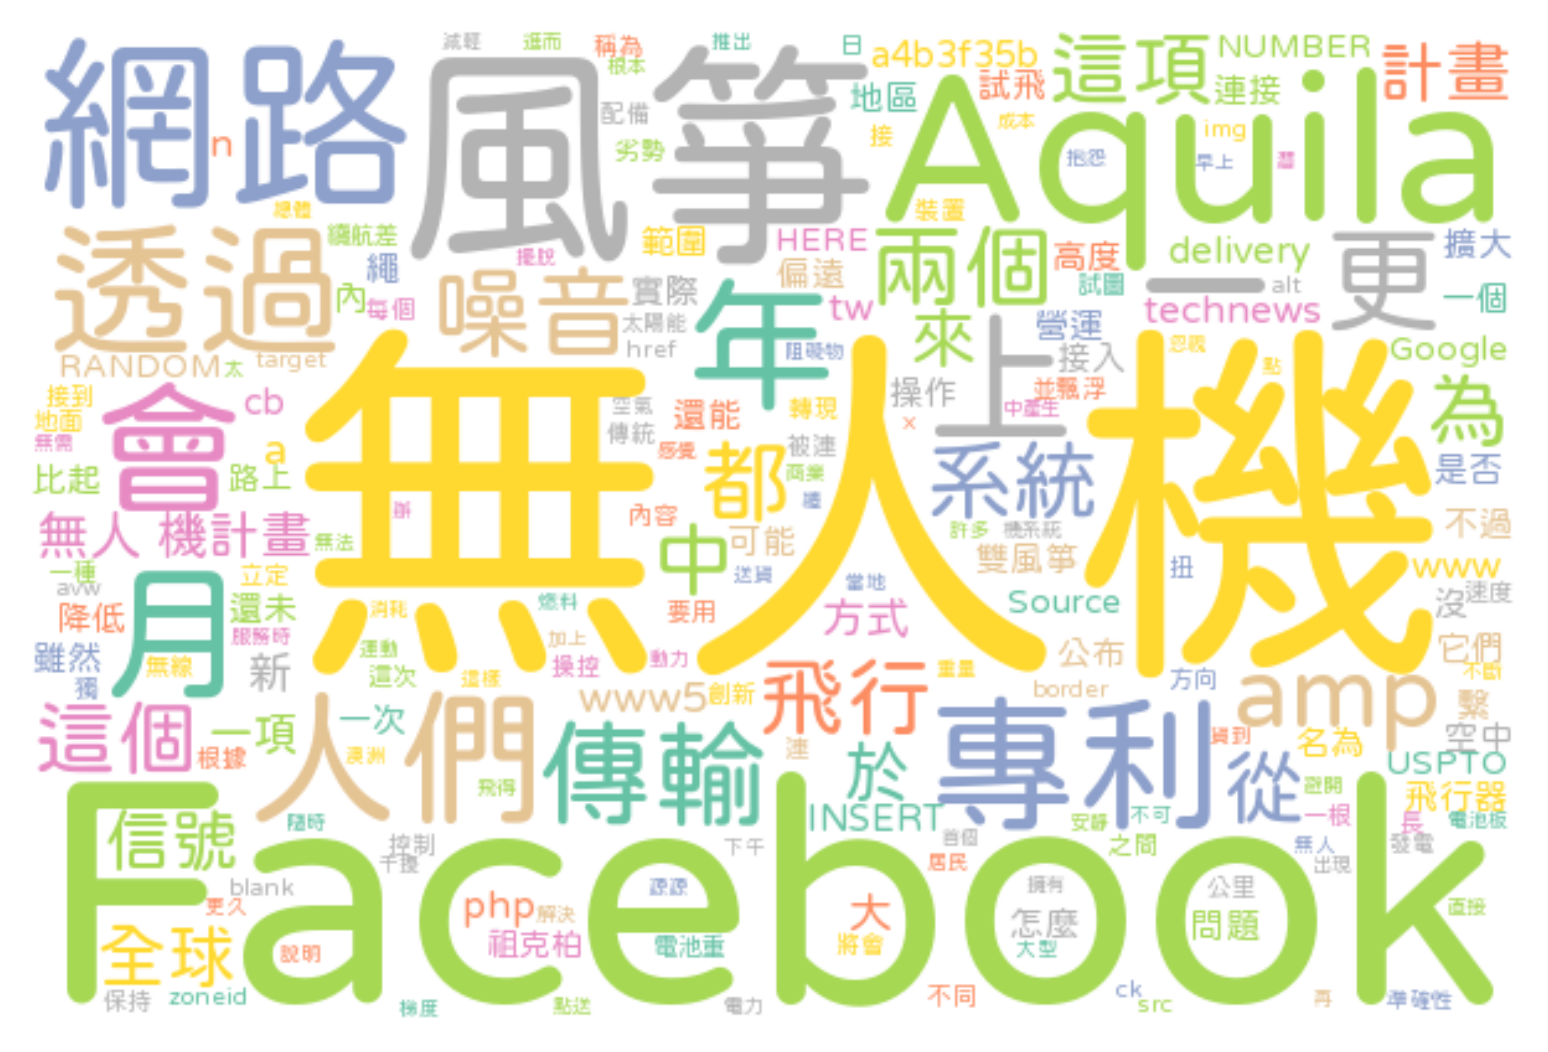 網路
風箏
Aquila
這項
NUMBER
計畫
減輕
進而
稱為
根本
推出
日
a4b3f35b
試飛
連接
地區
配備
n
劣勢
接
成本
img
抱怨
早上
透過
總體
續航差
繩
內
每個
擺脫
範圍
裝置
HERE
偏遠
兩個
高度
delivery
更
擴大
噪音
實際
太陽能
年
tw
試圖
一
alt
technews
一個
RANDOM
太
target
href
阻礙物
來
上
營運
接入
Google
接到
地面
無需
會
cb
a
空氣
傳統
還能
感覺
轉現
操作
並飄浮
中產生
點
為
無人機
比起
路上
都
被連
商業
系統
是否
無人 機計畫
無法
內容
中
可能
許多
機系統
雙風箏
不過
一種
avw
立定
送貨
當地
扭
www
月
降低
還未
服務時
消耗
燃料
要用
方式
Source
沒
速度
雖然
獨
無線
新
運動
這次
加上
操控
動力
這樣
公布
方向
它們
不斷
這個
一項
根據
一次
人們
澳洲
www5
創新
飛行
重量
border
專利
amp
繫
貨到
名為
空中
傳輸
飛得
連
於
從
USPTO
避開
飛行器
信號
隨時
控制
干擾
下午
INSERT
首個
安靜
不可
之間
一根
長
電池板
無人
出現
發電
Facebook
blank
更久
php
解決
源源
居民
擁有
公里
全球
說明
祖克柏
電池重
大
將會
怎麼
大型
問題
直接
保持
zoneid
梯度
點送
電力
不同
ck
src
再
準確性